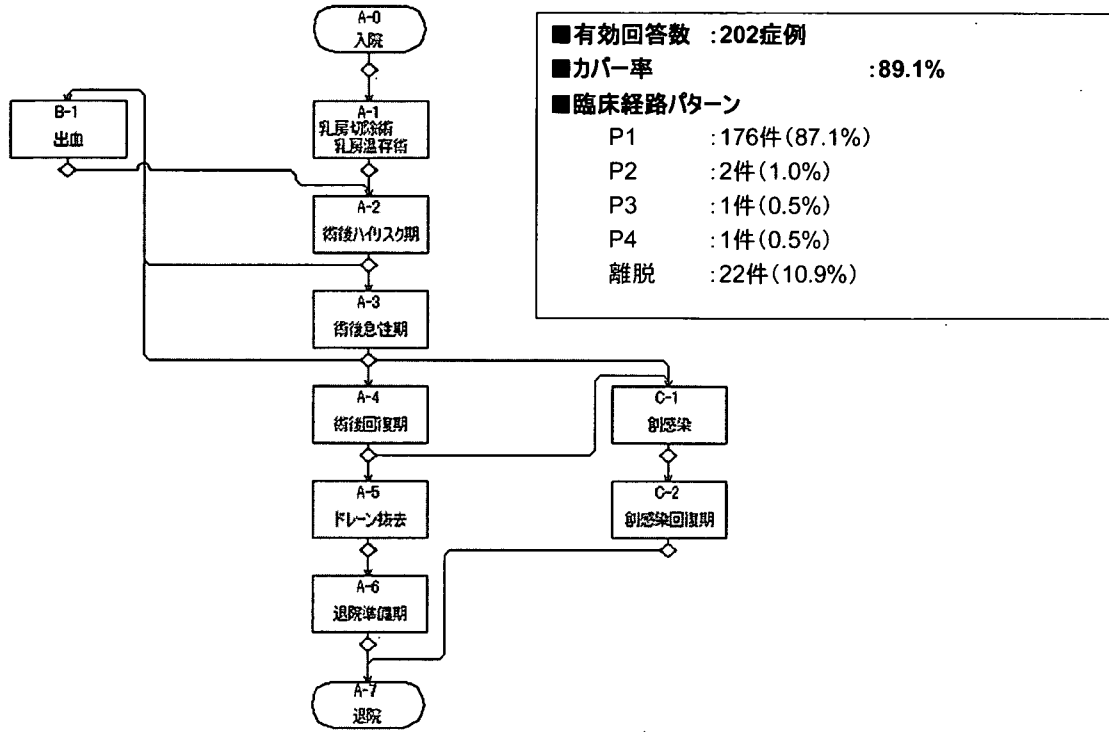 A-0
入院
■有効回答数 :202症例
■カバー率 :89.1%
■臨床経路パターン
P1 :176件(87.1%)
P2 :2件(1.0%)
P3 :1件(0.5%)
P4 :1件(0.5%)
離脱 :22件(10.9%)
B-1
出血
A-1
乳房切除術
乳房温存術
A-2
術後ハイリスク期
A-3
術後急性期
A-4
術後回復期
C-1
創感染
A-5
ドレーン抜去
C-2
創感染回復期
A-6
退院準備期
A-7
退院